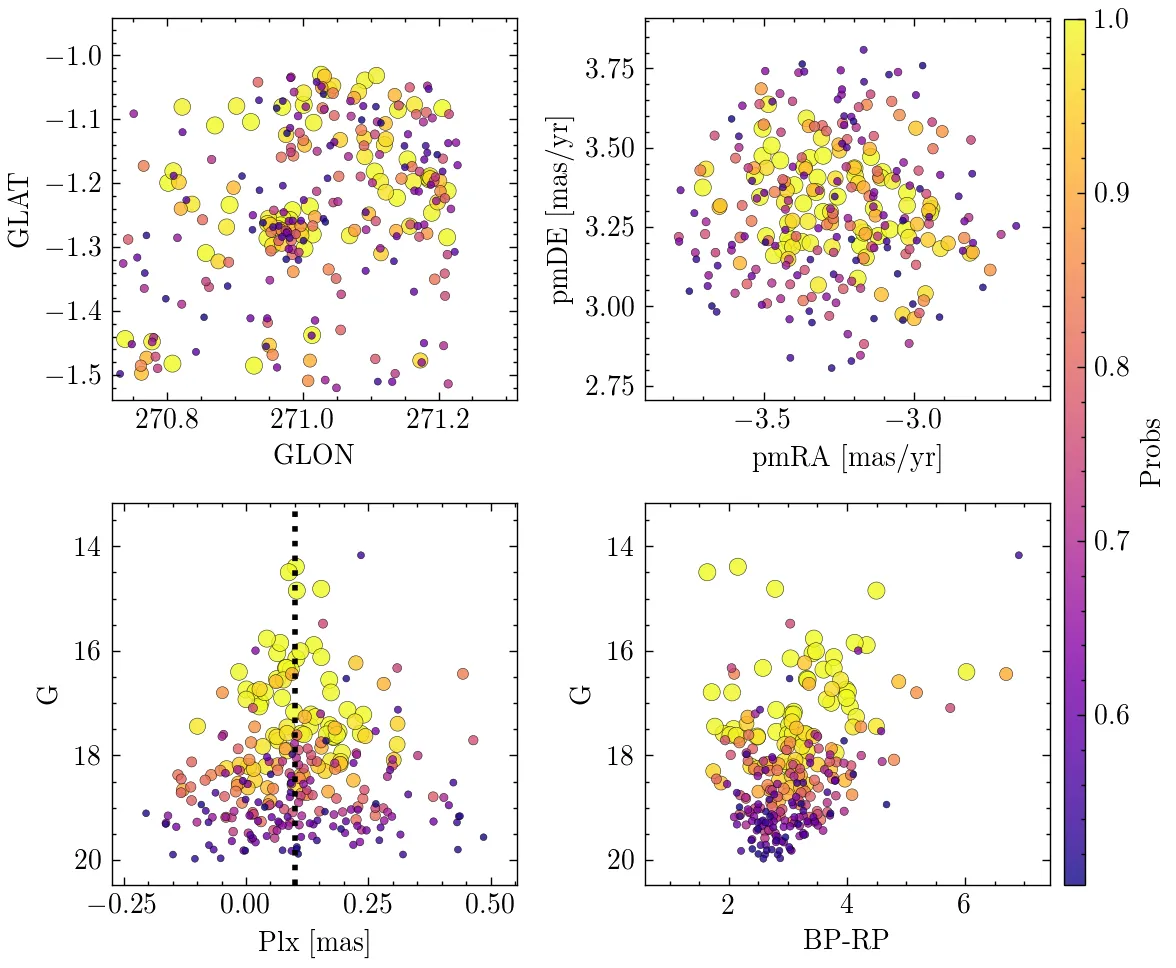 −1.0
−1.1
−1.2
−1.3
−1.4
−1.5
GLAT
270.8 271.0 271.2
GLON
3.75
3.50
3.25
3.00
2.75
pmDE [mas/yr]
−3.5 −3.0
pmRA [mas/yr]
1.0
0.9
0.8
0.7
0.6
Probs
14
16
18
20
G
−0.25 0.00 0.25 0.50
Plx [mas]
14
16
18
20
G
2 4 6
BP-RP